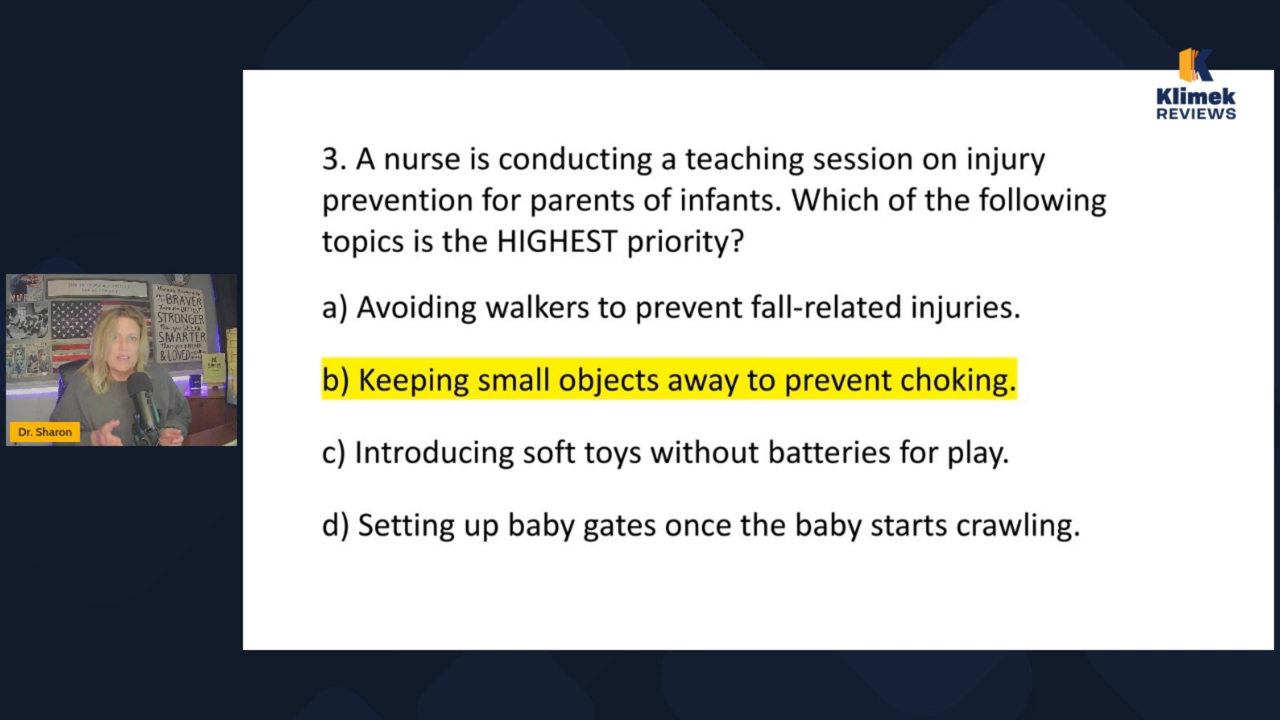 Klimek
REVIEWS
3. A nurse is conducting a teaching session on injury
prevention for parents of infants. Which of the following
topics is the HIGHEST priority?
a) Avoiding walkers to prevent fall-related injuries.
b) Keeping small objects away to prevent choking.
c) Introducing soft toys without batteries for play.
d) Setting up baby gates once the baby starts crawling.
BRAVER
STRONGER
SMARTER
& LOVED
Dr. Sharon